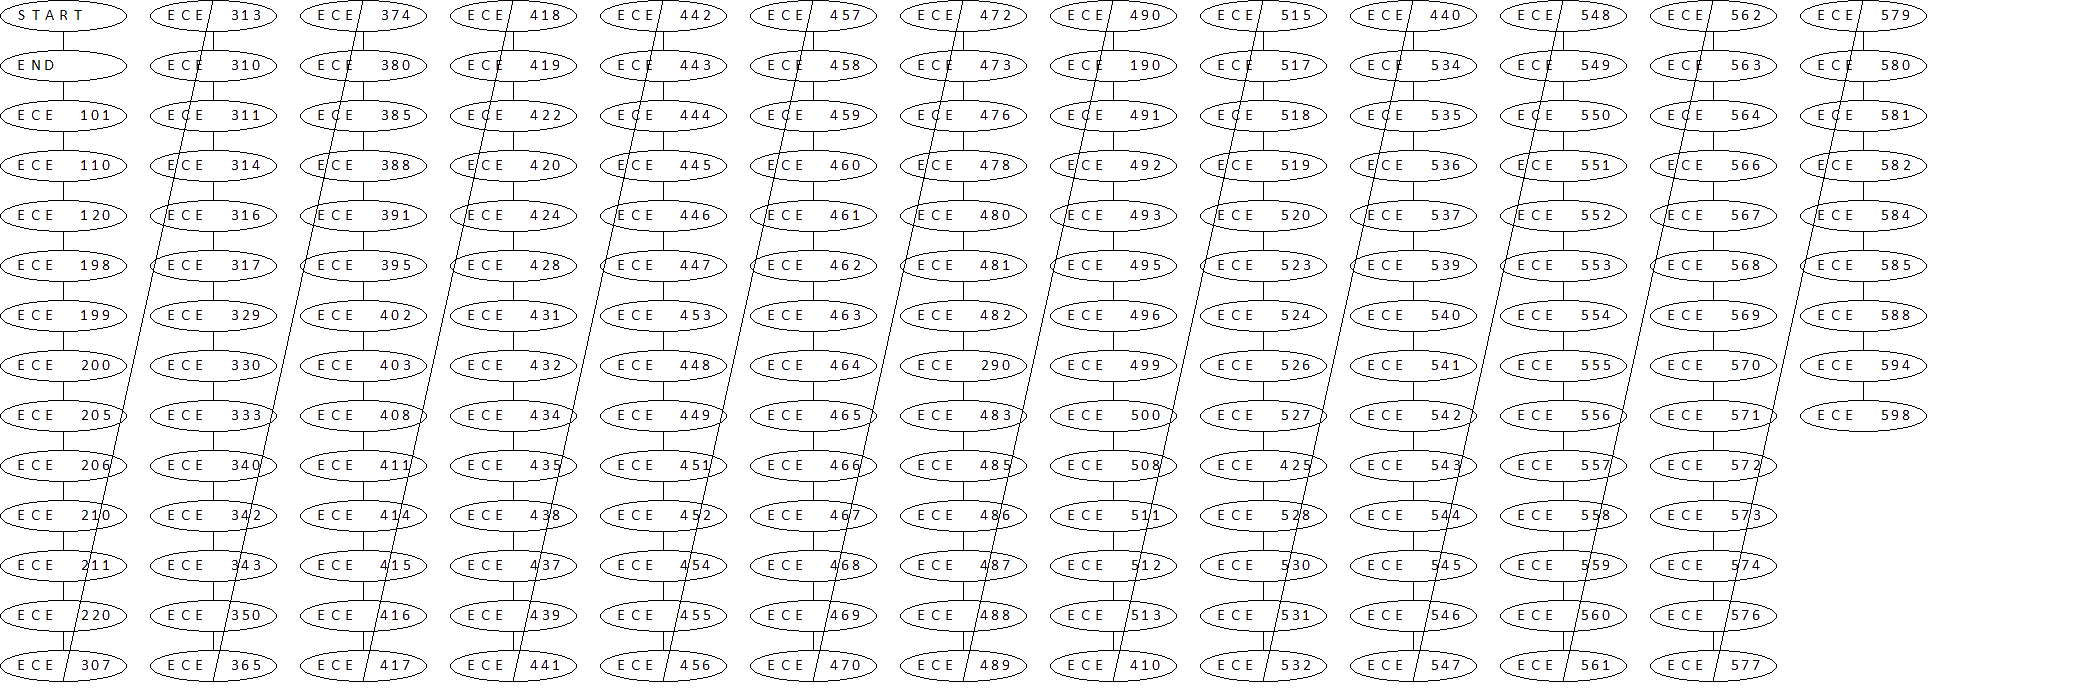 START
END
ECE 101
ECE 110
ECE 120
ECE 198
ECE 199
ECE 200
ECE 205
ECE 206
ECE 210
ECE 211
ECE 220
ECE 307
ECE 313
ECE 310
ECE 311
ECE 314
ECE 316
ECE 317
ECE 329
ECE 330
ECE 333
ECE 340
ECE 342
ECE 343
ECE 350
ECE 365
ECE 374
ECE 380
ECE 385
ECE 388
ECE 391
ECE 395
ECE 402
ECE 403
ECE 408
ECE 411
ECE 414
ECE 415
ECE 416
ECE 417
ECE 418
ECE 419
ECE 422
ECE 420
ECE 424
ECE 428
ECE 431
ECE 432
ECE 434
ECE 435
ECE 438
ECE 437
ECE 439
ECE 441
ECE 442
ECE 443
ECE 444
ECE 445
ECE 446
ECE 447
ECE 453
ECE 448
ECE 449
ECE 451
ECE 452
ECE 454
ECE 455
ECE 456
ECE 457
ECE 458
ECE 459
ECE 460
ECE 461
ECE 462
ECE 463
ECE 464
ECE 465
ECE 466
ECE 467
ECE 468
ECE 469
ECE 470
ECE 472
ECE 473
ECE 476
ECE 478
ECE 480
ECE 481
ECE 482
ECE 290
ECE 483
ECE 485
ECE 486
ECE 487
ECE 488
ECE 489
ECE 490
ECE 190
ECE 491
ECE 492
ECE 493
ECE 495
ECE 496
ECE 499
ECE 500
ECE 508
ECE 511
ECE 512
ECE 513
ECE 410
ECE 515
ECE 517
ECE 518
ECE 519
ECE 520
ECE 523
ECE 524
ECE 526
ECE 527
ECE 425
ECE 528
ECE 530
ECE 531
ECE 532
ECE 440
ECE 534
ECE 535
ECE 536
ECE 537
ECE 539
ECE 540
ECE 541
ECE 542
ECE 543
ECE 544
ECE 545
ECE 546
ECE 547
ECE 548
ECE 549
ECE 550
ECE 551
ECE 552
ECE 553
ECE 554
ECE 555
ECE 556
ECE 557
ECE 558
ECE 559
ECE 560
ECE 561
ECE 562
ECE 563
ECE 564
ECE 566
ECE 567
ECE 568
ECE 569
ECE 570
ECE 571
ECE 572
ECE 573
ECE 574
ECE 576
ECE 577
ECE 579
ECE 580
ECE 581
ECE 582
ECE 584
ECE 585
ECE 588
ECE 594
ECE 598